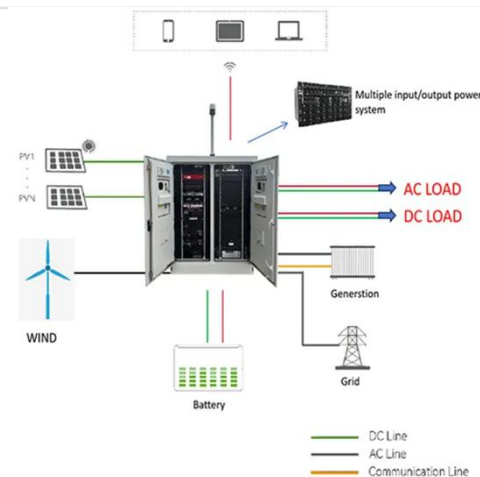 Multiple input/output power
system
PV1
PVN
AC LOAD
DC LOAD
WIND
Generstion
Grid
Battery
DC Line
AC Line
Communication Line